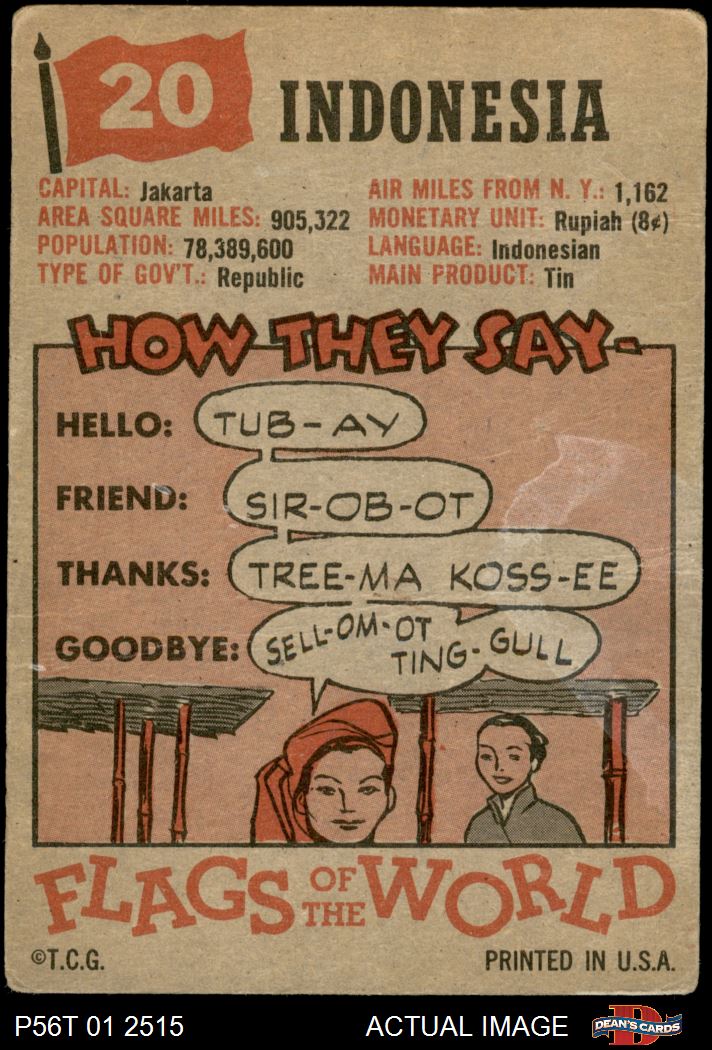 20 INDONESIA
CAPITAL: Jakarta
AREA SQUARE MILES: 905,322
POPULATION: 78,389,600
TYPE OF GOV'T.: Republic
AIR MILES FROM N. Y.: 1,162
MONETARY UNIT: Rupiah (8¢)
LANGUAGE: Indonesian
MAIN PRODUCT: Tin
HOW THEY SAY-
HELLO: TUB-AY
FRIEND: SIR-OB-OT
THANKS: TREE-MA KOSS-EE
GOODBYE: SELL-OM-OT
TING-GULL
FLAGS OF THE WORLD
©T.C.G. PRINTED IN U.S.A.
P56T 01 2515 ACTUAL IMAGE DEAN'S CARDS